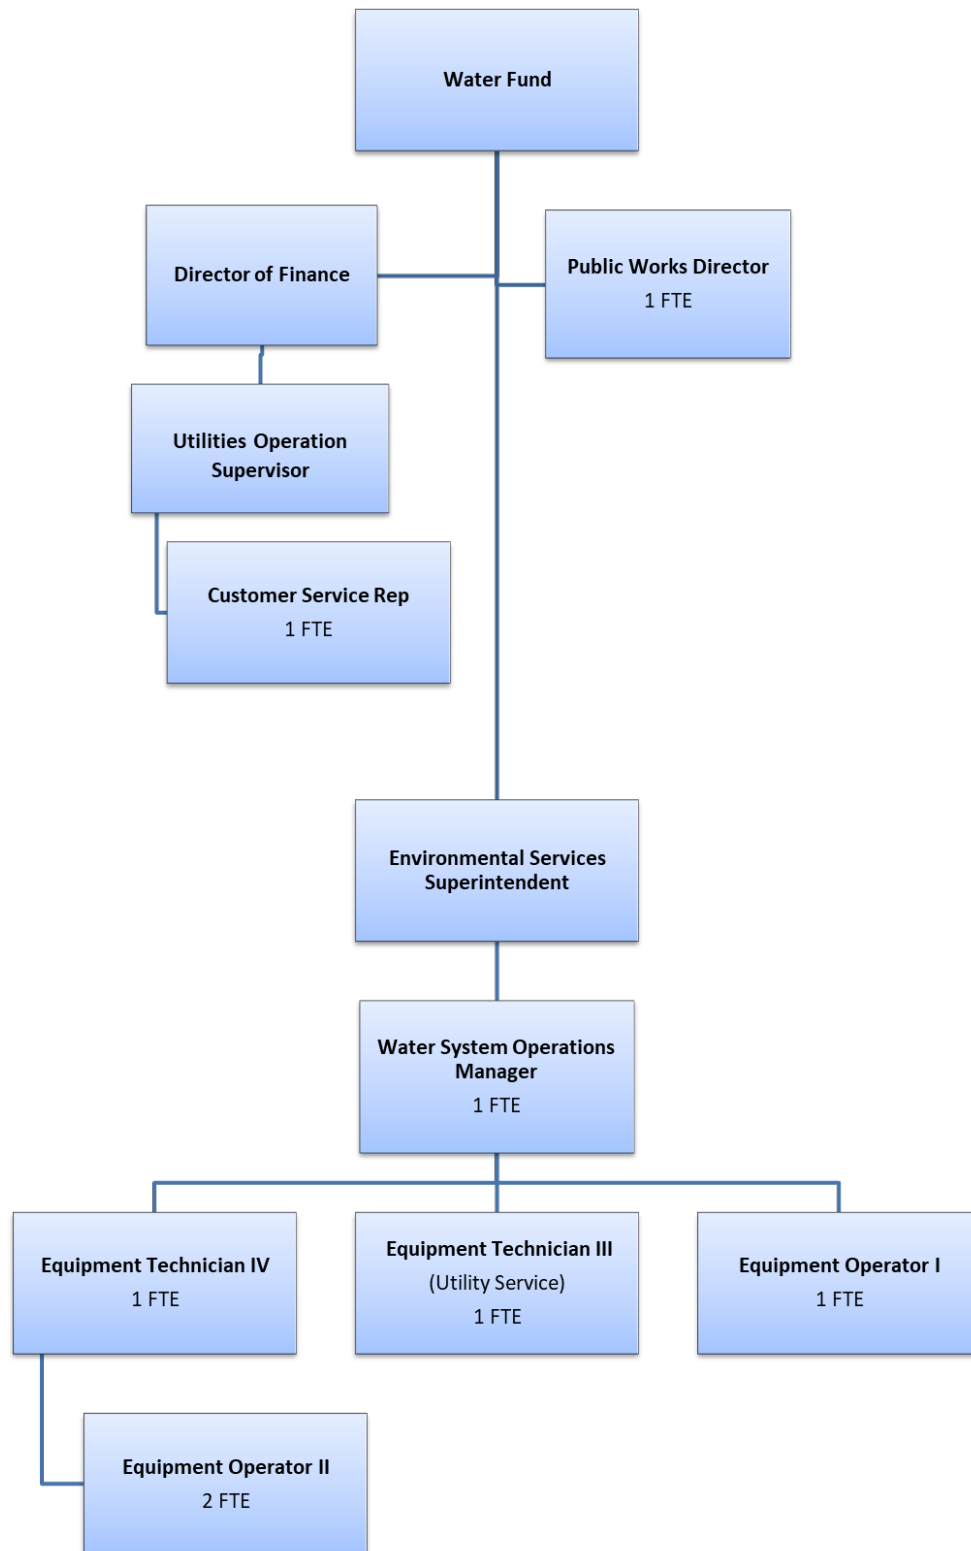 Water Fund
Director of Finance
Public Works Director
1 FTE
Utilities Operation
Supervisor
Customer Service Rep
1 FTE
Environmental Services
Superintendent
Water System Operations
Manager
1 FTE
Equipment Technician IV
1 FTE
Equipment Technician III
(Utility Service)
1 FTE
Equipment Operator I
1 FTE
Equipment Operator II
2 FTE